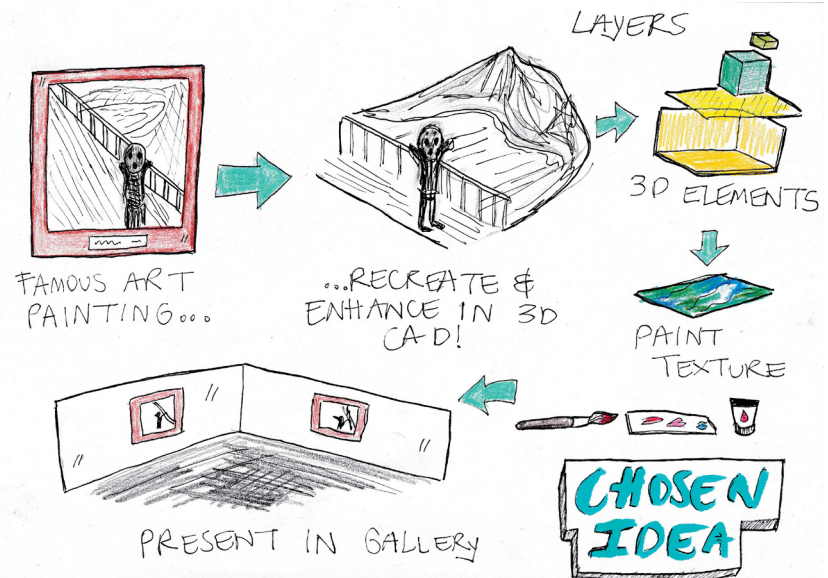 LAYERS
FAMOUS ART
PAINTING...
...RECREATE &
ENHANCE IN 3D
CAD!
3D ELEMENTS
PAINT
TEXTURE
PRESENT IN GALLERY
CHOSEN
IDEA